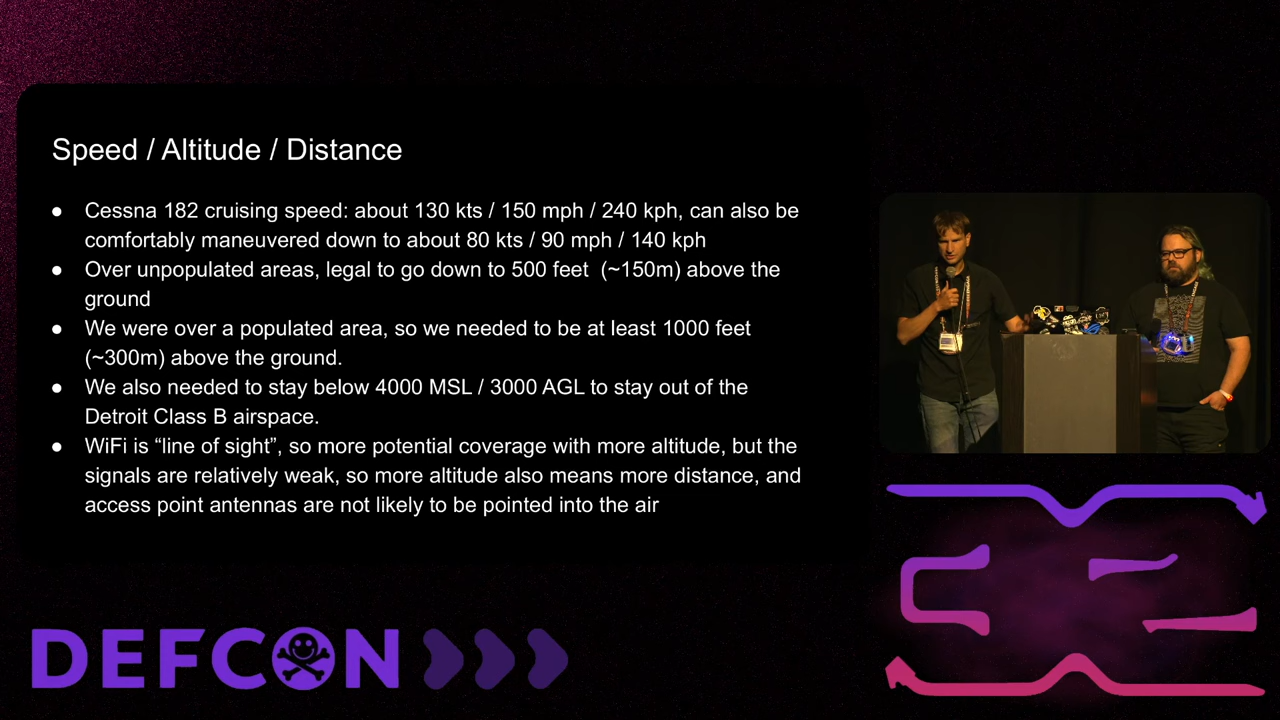 Speed / Altitude / Distance
● Cessna 182 cruising speed: about 130 kts / 150 mph / 240 kph, can also be
comfortably maneuvered down to about 80 kts / 90 mph / 140 kph
● Over unpopulated areas, legal to go down to 500 feet  (~150m) above the
ground
● We were over a populated area, so we needed to be at least 1000 feet
(~300m) above the ground.
● We also needed to stay below 4000 MSL / 3000 AGL to stay out of the
Detroit Class B airspace.
● WiFi is “line of sight”, so more potential coverage with more altitude, but the
signals are relatively weak, so more altitude also means more distance, and
access point antennas are not likely to be pointed into the air
DEFCON